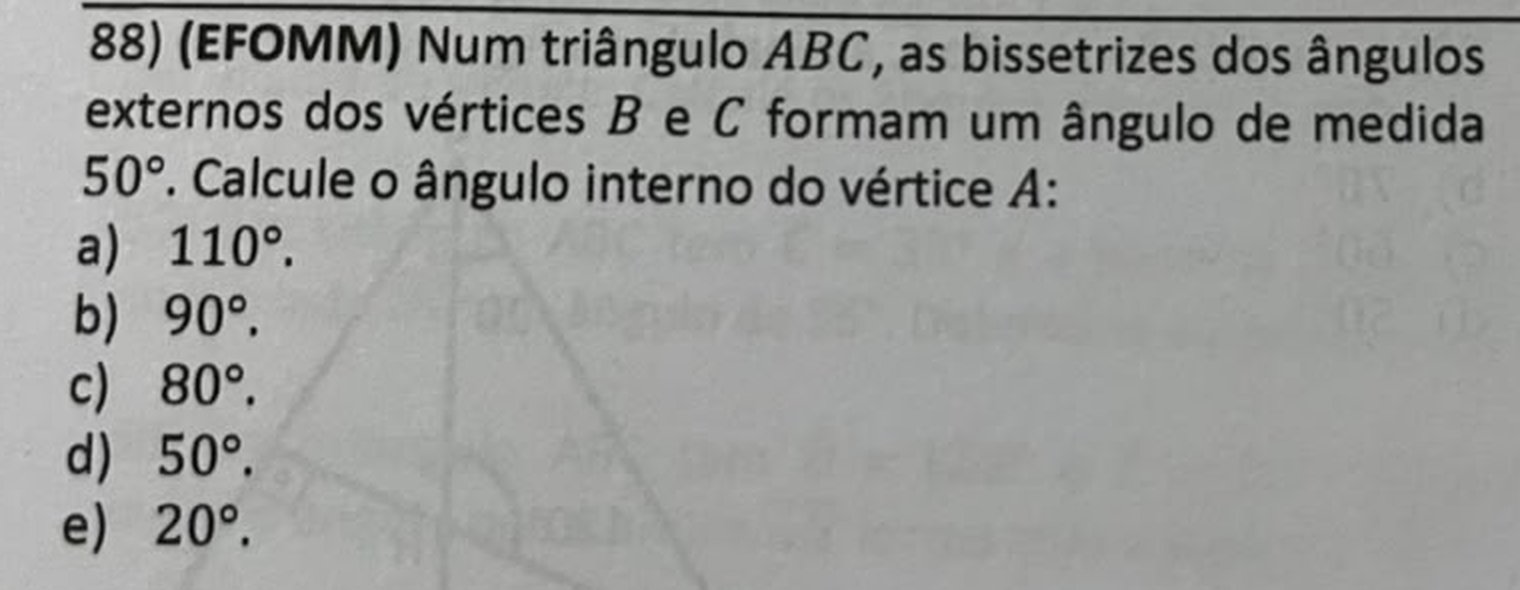 88) (EFOMM) Num triângulo ABC, as bissetrizes dos ângulos
externos dos vértices B e C formam um ângulo de medida
50°. Calcule o ângulo interno do vértice A:
a) 110°.
b) 90°.
c) 80°.
d) 50°.
e) 20°.